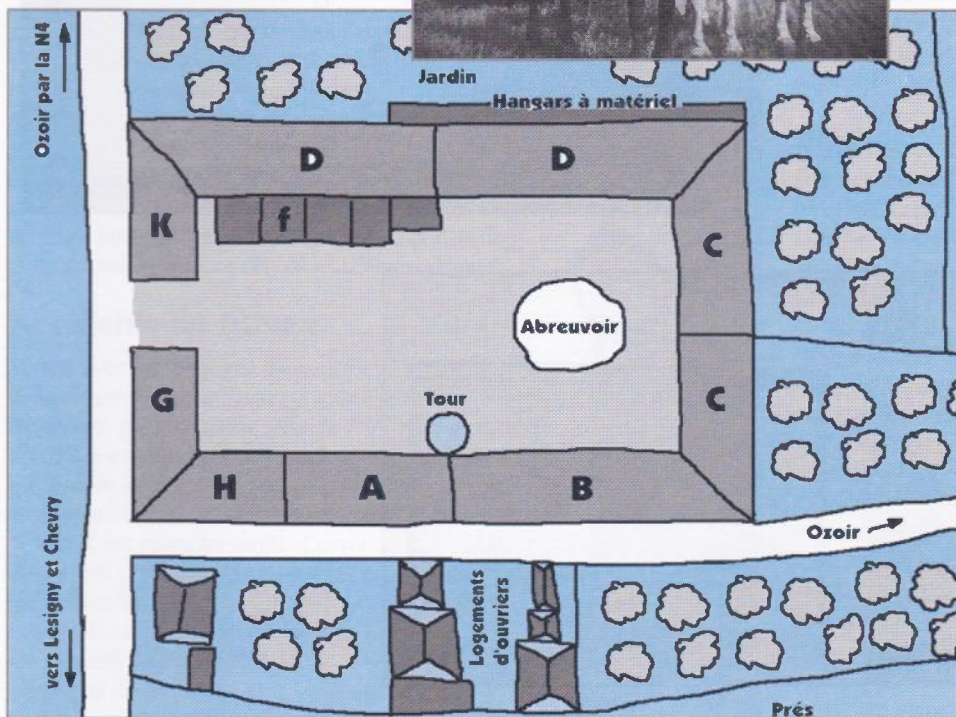 Ozoir par la N4
Jardin
Hangars à matériel
D
D
K
f
C
Abreuvoir
G
Tour
C
H
A
B
Ozoir
vers Lesigny et Chevry
Logements
d'ouvriers
Prés